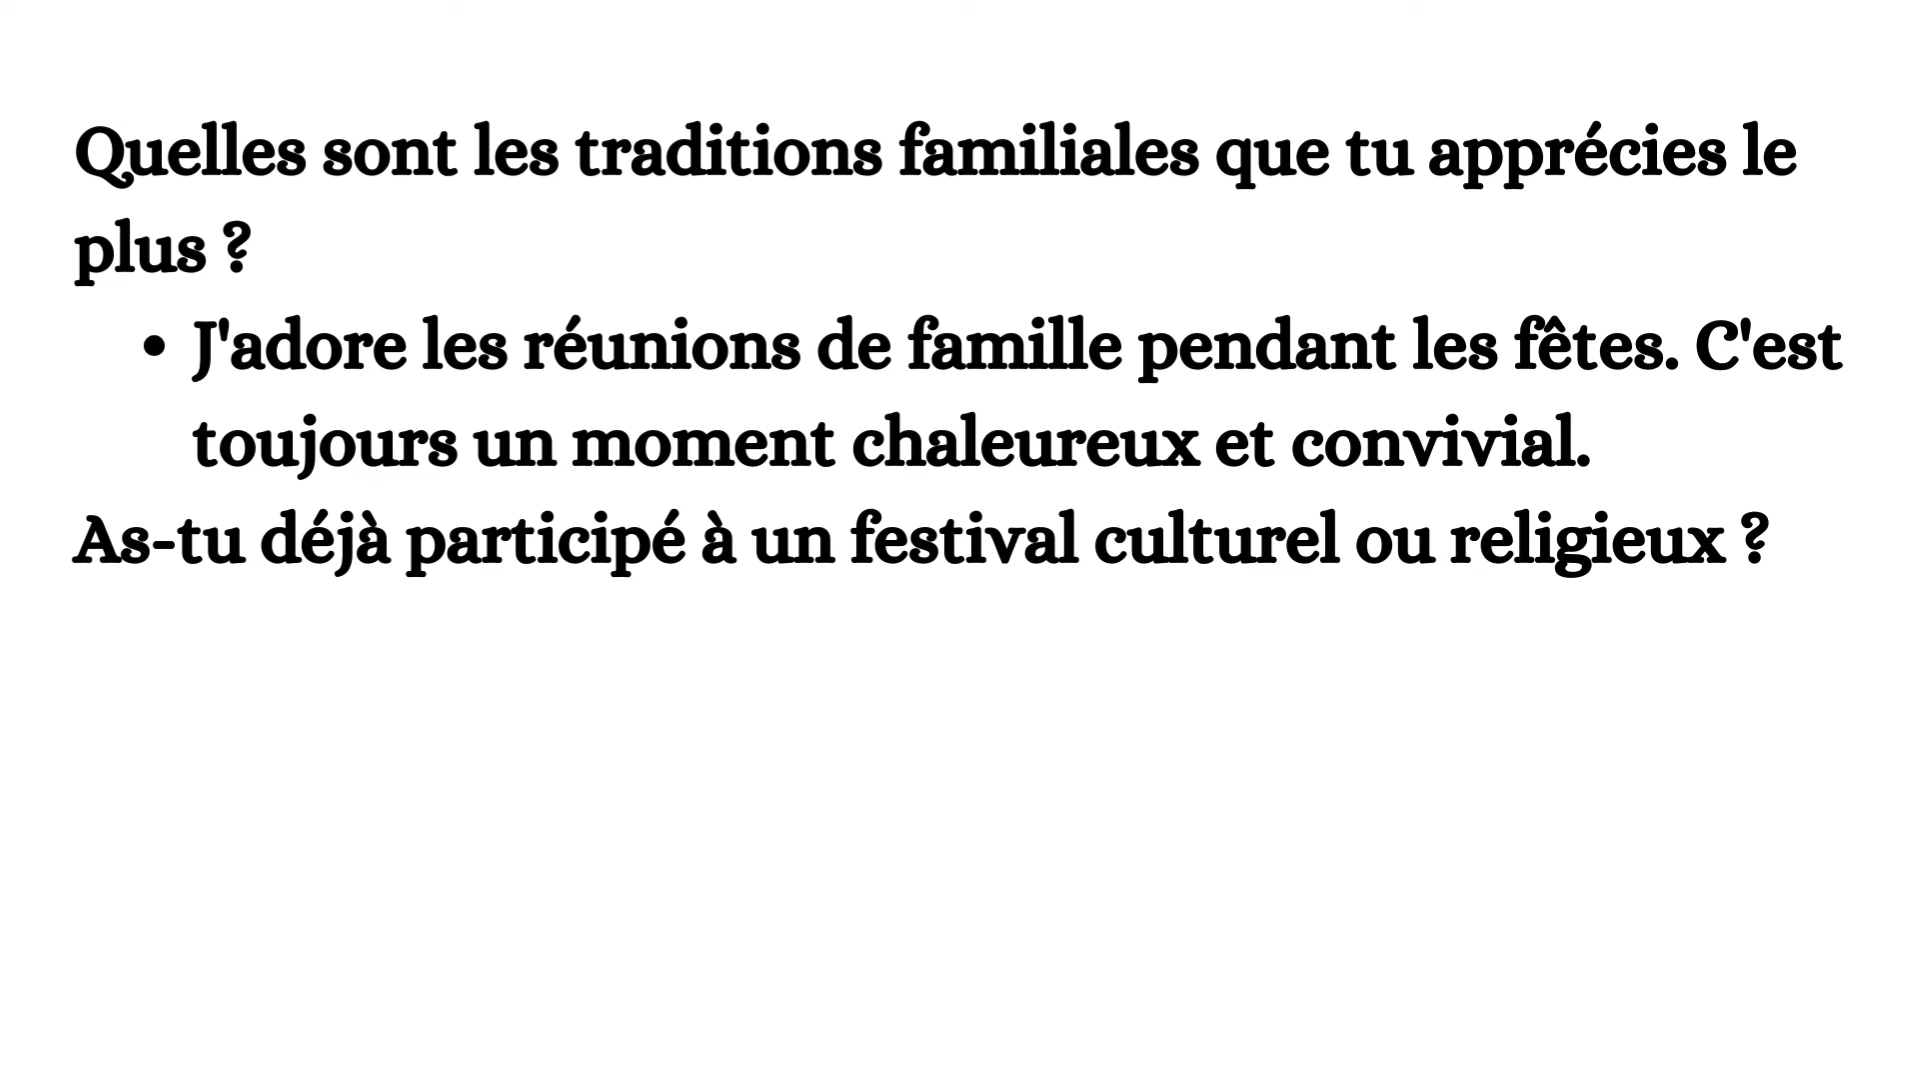 Quelles sont les traditions familiales que tu apprécies le
plus ?
• J'adore les réunions de famille pendant les fêtes. C'est
toujours un moment chaleureux et convivial.
As-tu déjà participé à un festival culturel ou religieux ?